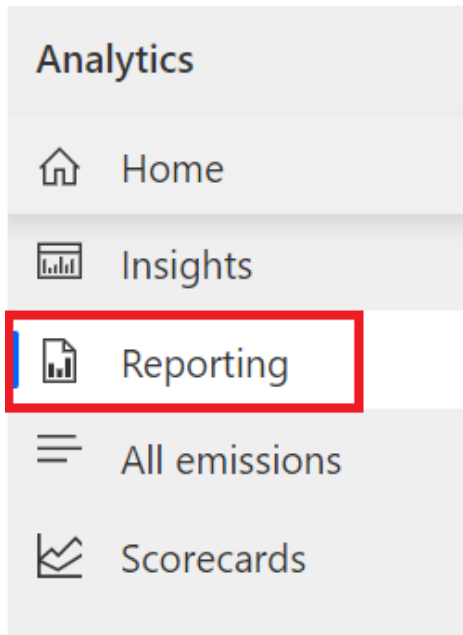 Analytics
Home
Insights
Reporting
All emissions
Scorecards